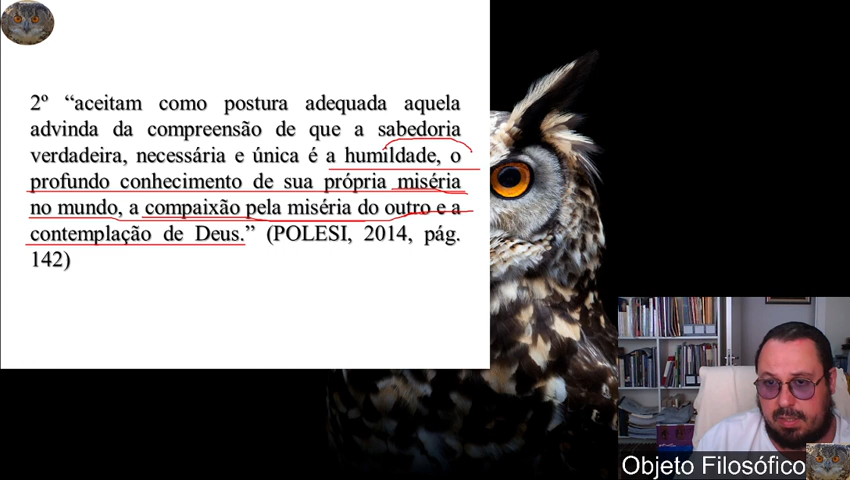 2º “aceitam como postura adequada aquela
advinda da compreensão de que a sabedoria
verdadeira, necessária e única é a humildade, o
profundo conhecimento de sua própria miséria
no mundo, a compaixão pela miséria do outro e a
contemplação de Deus.” (POLESI, 2014, pág.
142)
Objeto Filosófico